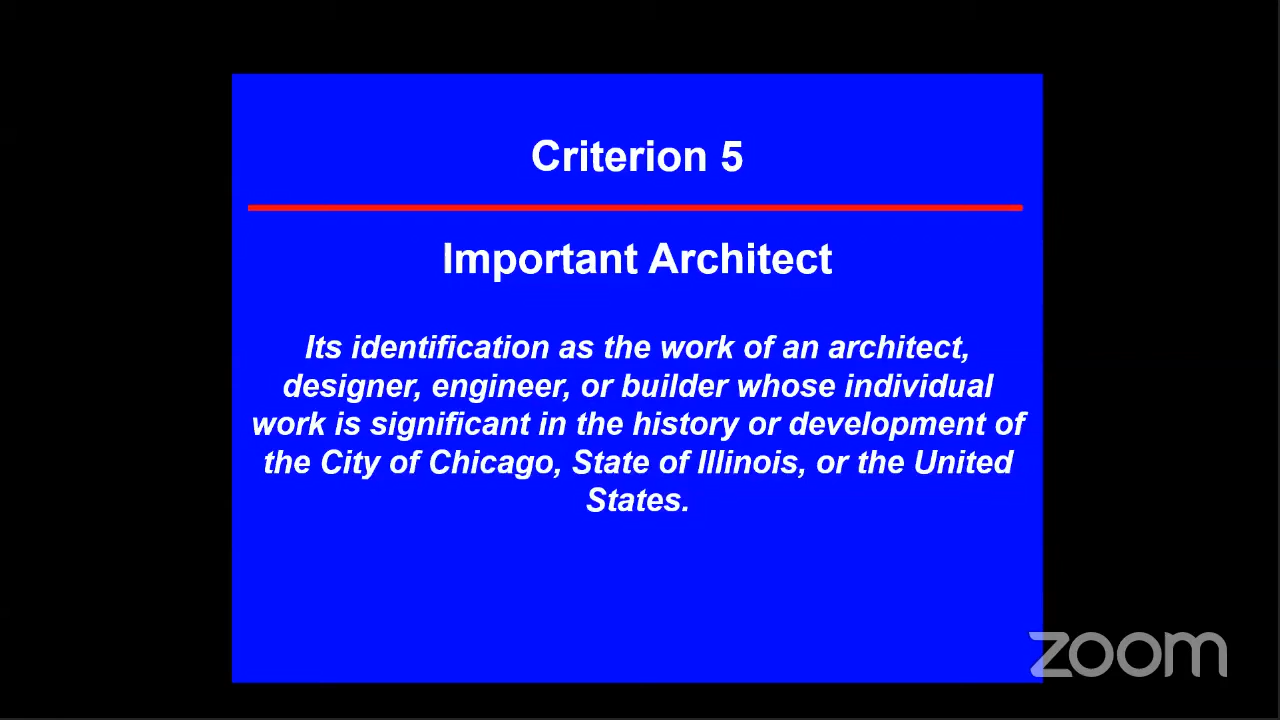 Criterion 5
Important Architect
Its identification as the work of an architect,
designer, engineer, or builder whose individual
work is significant in the history or development of
the City of Chicago, State of Illinois, or the United
States.
zoom